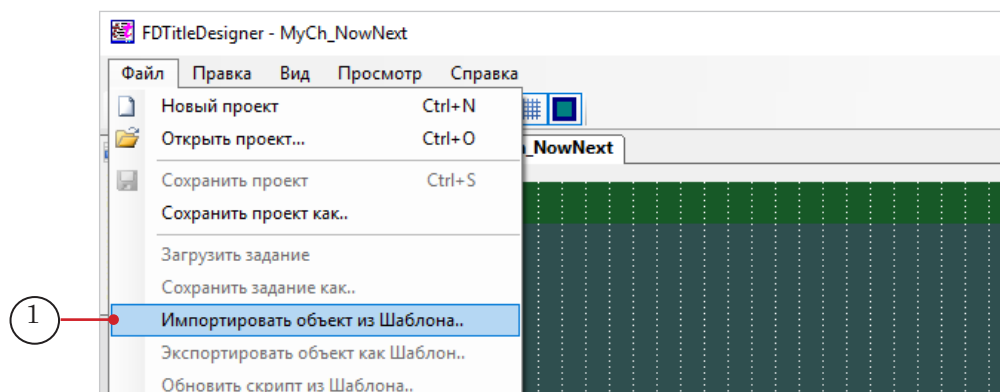 FDTitleDesigner - MyCh_NowNext
Файл Правка Вид Просмотр Справка
Новый проект Ctrl+N
Открыть проект... Ctrl+O
_NowNext
Сохранить проект Ctrl+S
Сохранить проект как..
Загрузить задание
Сохранить задание как..
1 Импортировать объект из Шаблона..
Экспортировать объект как Шаблон..
Обновить скрипт из Шаблона..